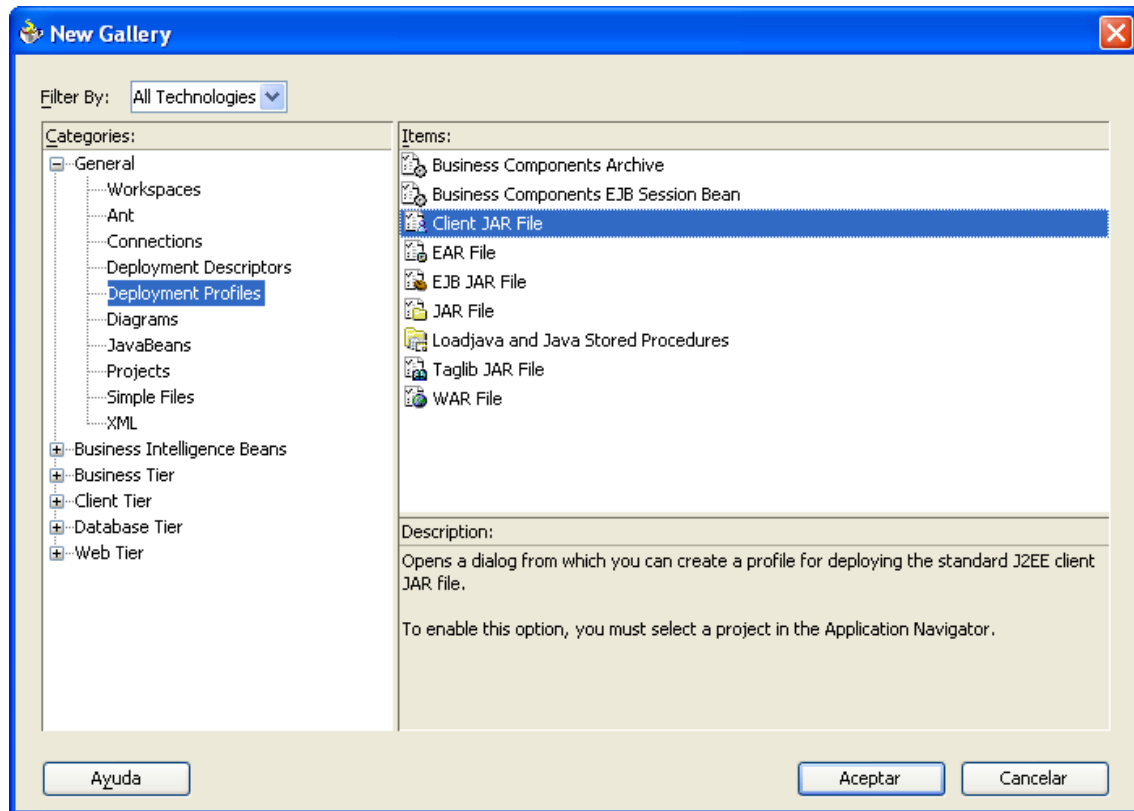 New Gallery
Filter By: All Technologies
Categories:
General
Workspaces
Ant
Connections
Deployment Descriptors
Deployment Profiles
Diagrams
JavaBeans
Projects
Simple Files
XML
Business Intelligence Beans
Business Tier
Client Tier
Database Tier
Web Tier
Items:
Business Components Archive
Business Components EJB Session Bean
Client JAR File
EAR File
EJB JAR File
JAR File
Loadjava and Java Stored Procedures
Taglib JAR File
WAR File
Description:
Opens a dialog from which you can create a profile for deploying the standard J2EE client
JAR file.
To enable this option, you must select a project in the Application Navigator.
Ayuda
Aceptar
Cancelar